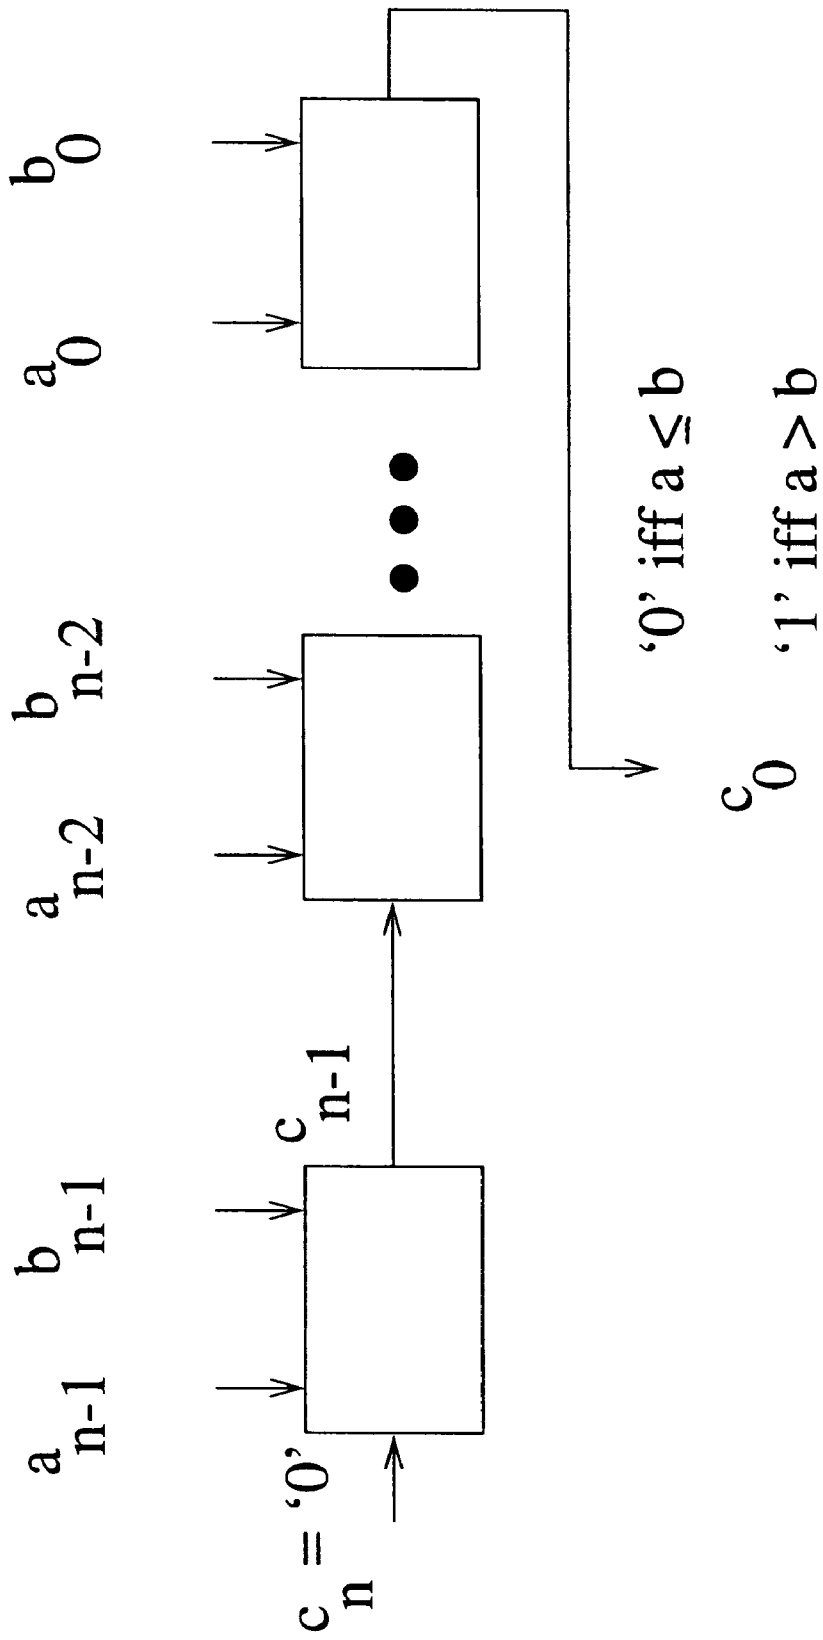 a n-1 b n-1 a n-2 b n-2 a 0 b 0
c n = ‘0’ c n-1
‘0’ iff a ≤ b
c 0 ‘1’ iff a > b